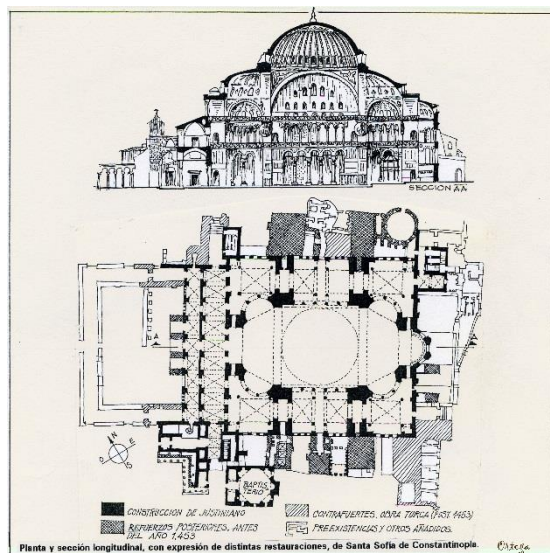 SECCION AA
A
A
N
E
S
O
BAPTIS
TERIO
CONSTRUCCION DE JUSTINIANO
REFUERZOS POSTERIORES, ANTES
DEL AÑO 1,453
CONTRAFUERTES, OBRA TURCA (POST. 1453)
PREEXISTENCIAS Y OTROS AÑADIDOS.
Planta y sección longitudinal, con expresión de distintas restauraciones, de Santa Sofía de Constantinopla.